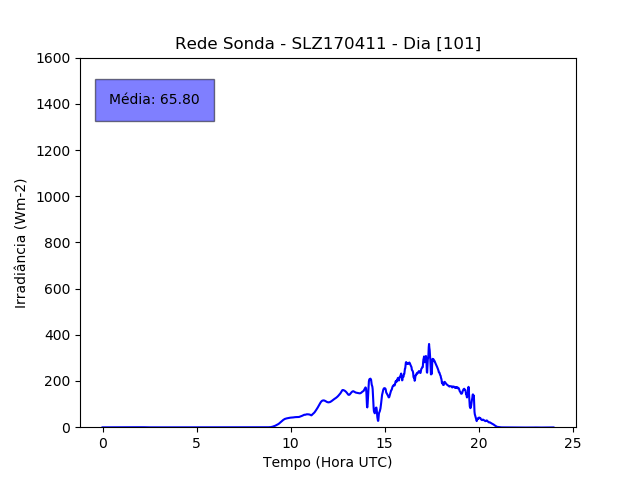 Rede Sonda - SLZ170411 - Dia [101]
1600
1400
1200
1000
800
600
400
200
0
Média: 65.80
Irradiância (Wm-2)
0 5 10 15 20 25
Tempo (Hora UTC)